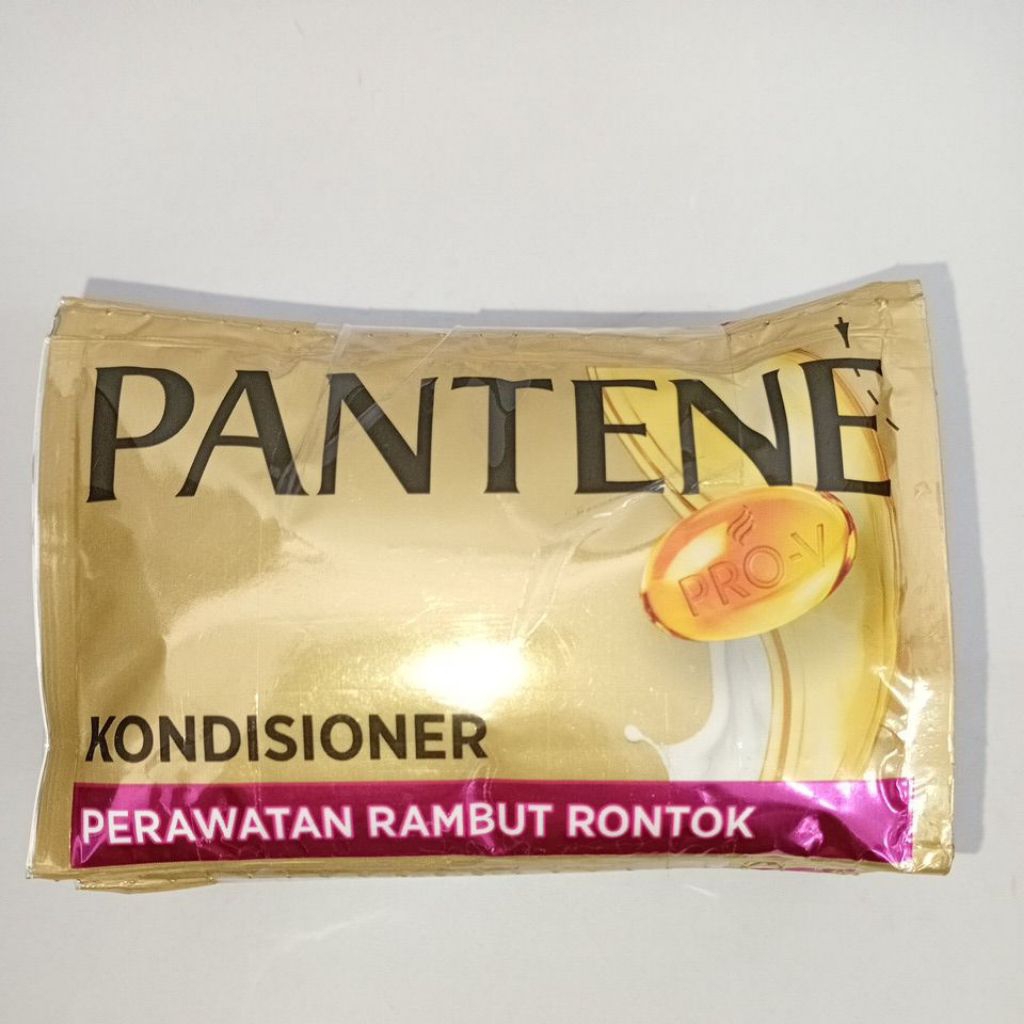 PANTENE
PRO-V
KONDISIONER
PERAWATAN RAMBUT RONTOK